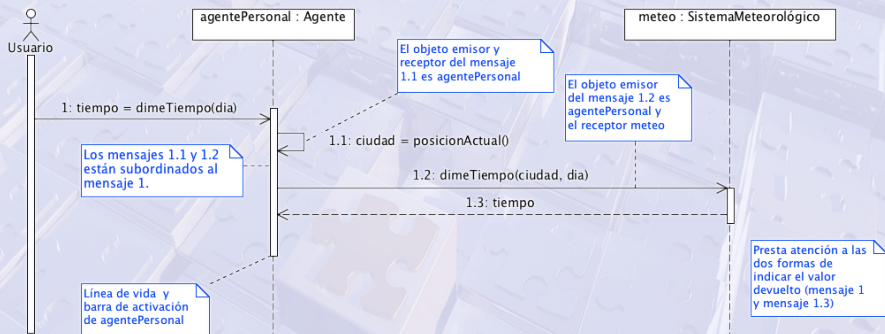 agentePersonal : Agente
meteo : SistemaMeteorológico
Usuario
El objeto emisor y
receptor del mensaje
1.1 es agentePersonal
El objeto emisor
del mensaje 1.2 es
agentePersonal y
el receptor meteo
1: tiempo = dimeTiempo(dia)
1.1: ciudad = posicionActual()
Los mensajes 1.1 y 1.2
están subordinados al
mensaje 1.
1.2: dimeTiempo(ciudad, dia)
1.3: tiempo
Presta atención a las
dos formas de
indicar el valor
devuelto (mensaje 1
y mensaje 1.3)
Línea de vida y
barra de activación
de agentePersonal